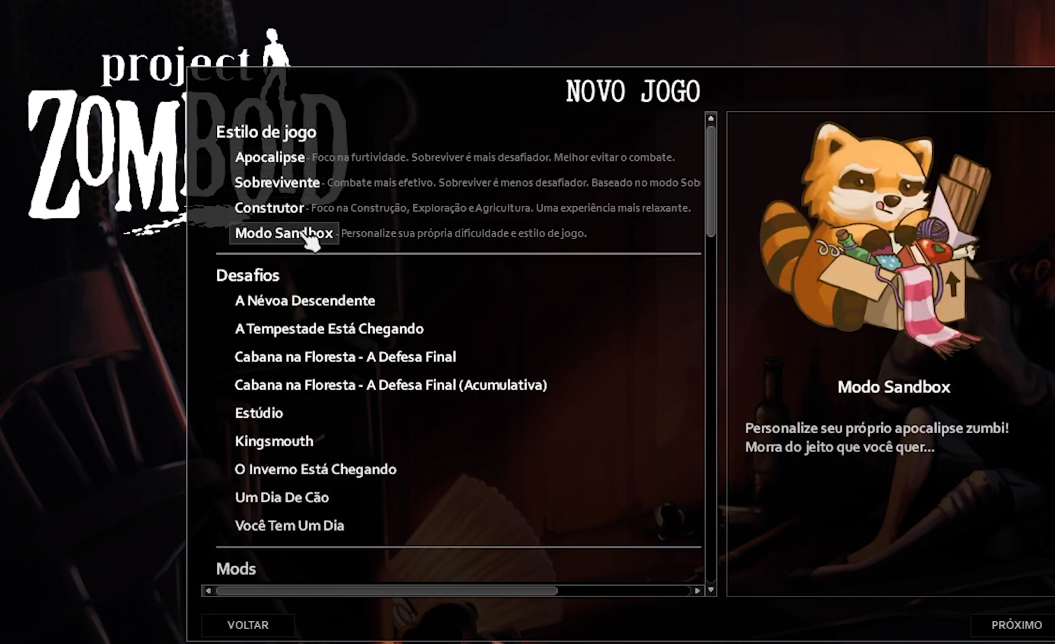 project
ZOMBOID
NOVO JOGO
Estilo de jogo
Apocalipse - Foco na furtividade. Sobreviver é mais desafiador. Melhor evitar o combate.
Sobrevivente - Combate mais efetivo. Sobreviver é menos desafiador. Baseado no modo Sob
Construtor - Foco na Construção, Exploração e Agricultura. Uma experiência mais relaxante.
Modo Sandbox - Personalize sua própria dificuldade e estilo de jogo.
Desafios
A Névoa Descendente
A Tempestade Está Chegando
Cabana na Floresta - A Defesa Final
Cabana na Floresta - A Defesa Final (Acumulativa)
Estúdio
Kingsmouth
O Inverno Está Chegando
Um Dia De Cão
Você Tem Um Dia
Mods
Modo Sandbox
Personalize seu próprio apocalipse zumbi!
Morra do jeito que você quer...
VOLTAR
PRÓXIMO